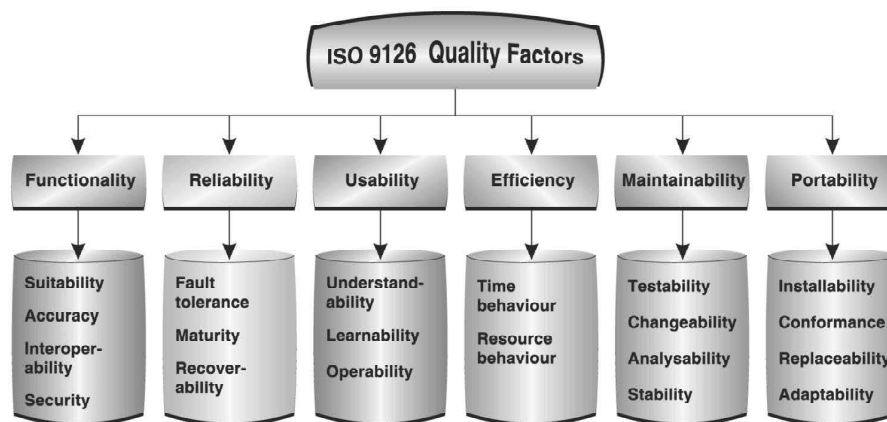 ISO 9126 Quality Factors
Functionality
Reliability
Usability
Efficiency
Maintainability
Portability
Suitability
Accuracy
Interoper-
ability
Security
Fault
tolerance
Maturity
Recover-
ability
Understand-
ability
Learnability
Operability
Time
behaviour
Resource
behaviour
Testability
Changeability
Analysability
Stability
Installability
Conformance
Replaceability
Adaptability